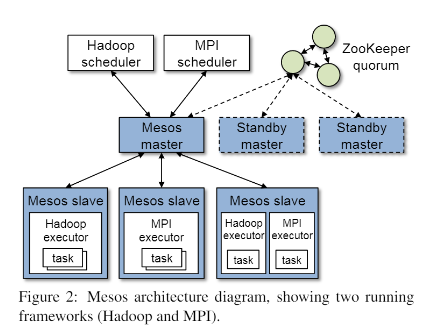 Hadoop
scheduler
MPI
scheduler
ZooKeeper
quorum
Mesos
master
Standby
master
Standby
master
Mesos slave
Hadoop
executor
task
Mesos slave
MPI
executor
task
Mesos slave
Hadoop
executor
task
MPI
executor
task
Figure 2: Mesos architecture diagram, showing two running
frameworks (Hadoop and MPI).